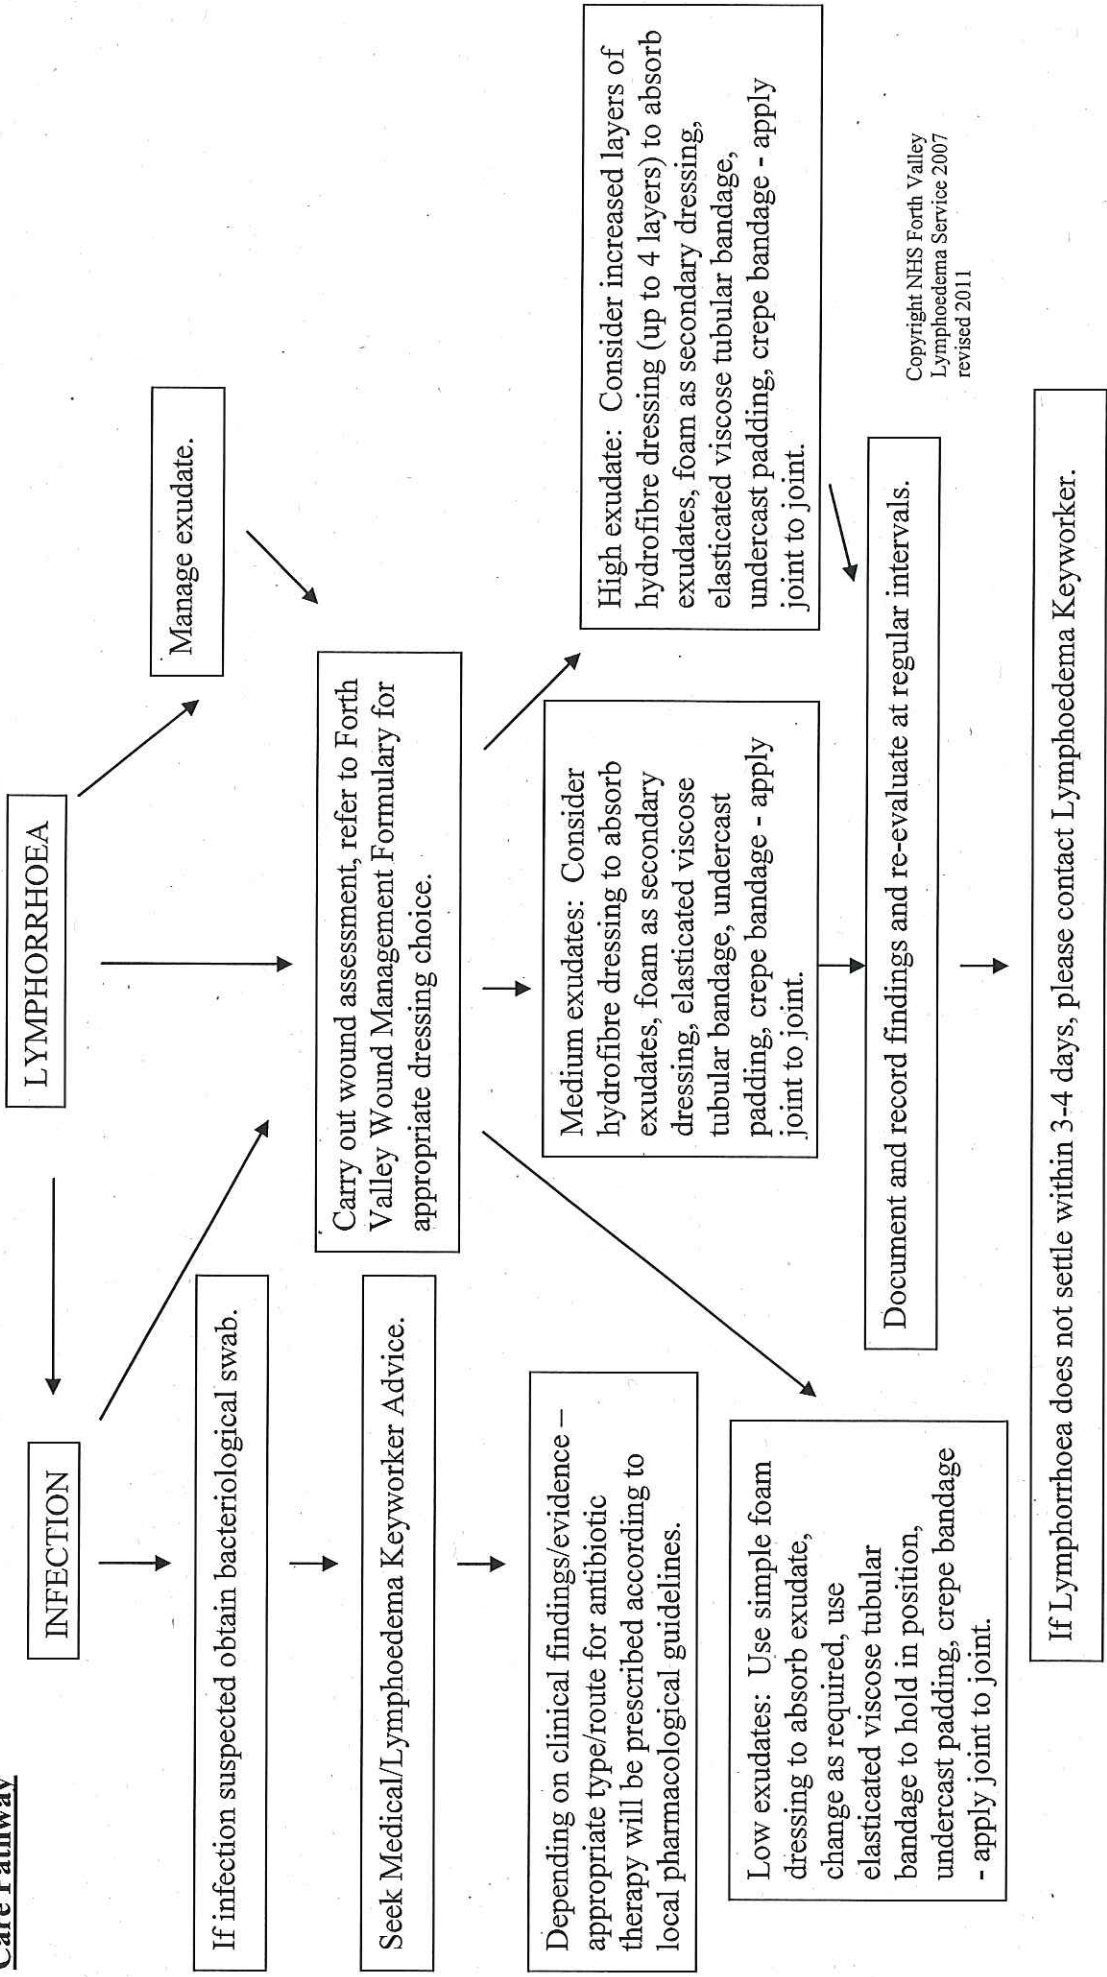 Care Pathway
LYMPHORRHOEA
INFECTION
Manage exudate.
If infection suspected obtain bacteriological swab.
Carry out wound assessment, refer to Forth
Valley Wound Management Formulary for
appropriate dressing choice.
Seek Medical/Lymphoedema Keyworker Advice.
Depending on clinical findings/evidence –
appropriate type/route for antibiotic
therapy will be prescribed according to
local pharmacological guidelines.
Low exudates: Use simple foam
dressing to absorb exudate,
change as required, use
elasticated viscose tubular
bandage to hold in position,
undercast padding, crepe bandage
- apply joint to joint.
Medium exudates: Consider
hydrofibre dressing to absorb
exudates, foam as secondary
dressing, elasticated viscose
tubular bandage, undercast
padding, crepe bandage - apply
joint to joint.
High exudate: Consider increased layers of
hydrofibre dressing (up to 4 layers) to absorb
exudates, foam as secondary dressing,
elasticated viscose tubular bandage,
undercast padding, crepe bandage - apply
joint to joint.
Document and record findings and re-evaluate at regular intervals.
Copyright NHS Forth Valley
Lymphoedema Service 2007
revised 2011
If Lymphorrhoea does not settle within 3-4 days, please contact Lymphoedema Keyworker.